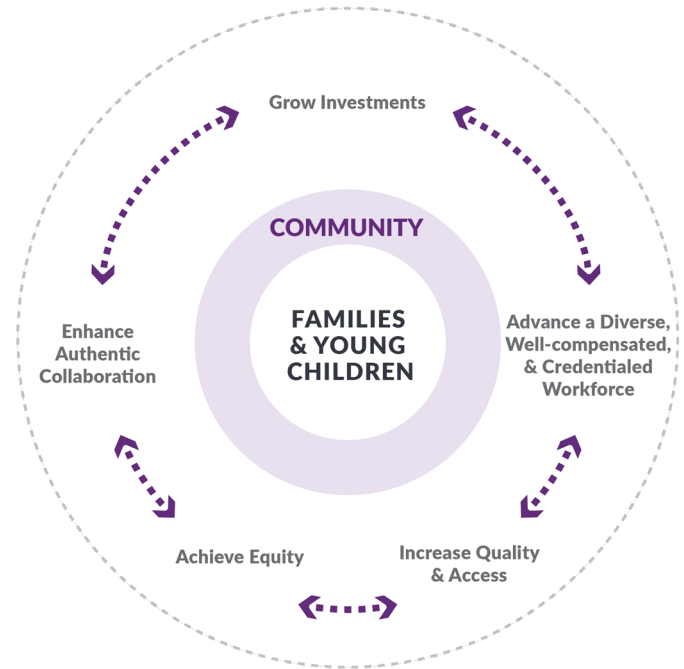 Grow Investments
COMMUNITY
FAMILIES
& YOUNG
CHILDREN
Enhance
Authentic
Collaboration
Advance a Diverse,
Well-compensated,
& Credentialed
Workforce
Achieve Equity
Increase Quality
& Access